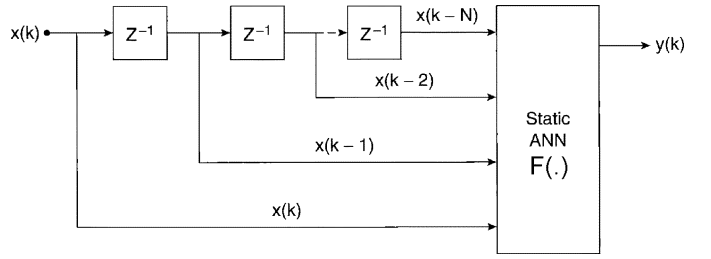 x(k)
Z⁻¹
Z⁻¹
Z⁻¹
x(k – N)
y(k)
x(k – 2)
Static
ANN
F(.)
x(k – 1)
x(k)